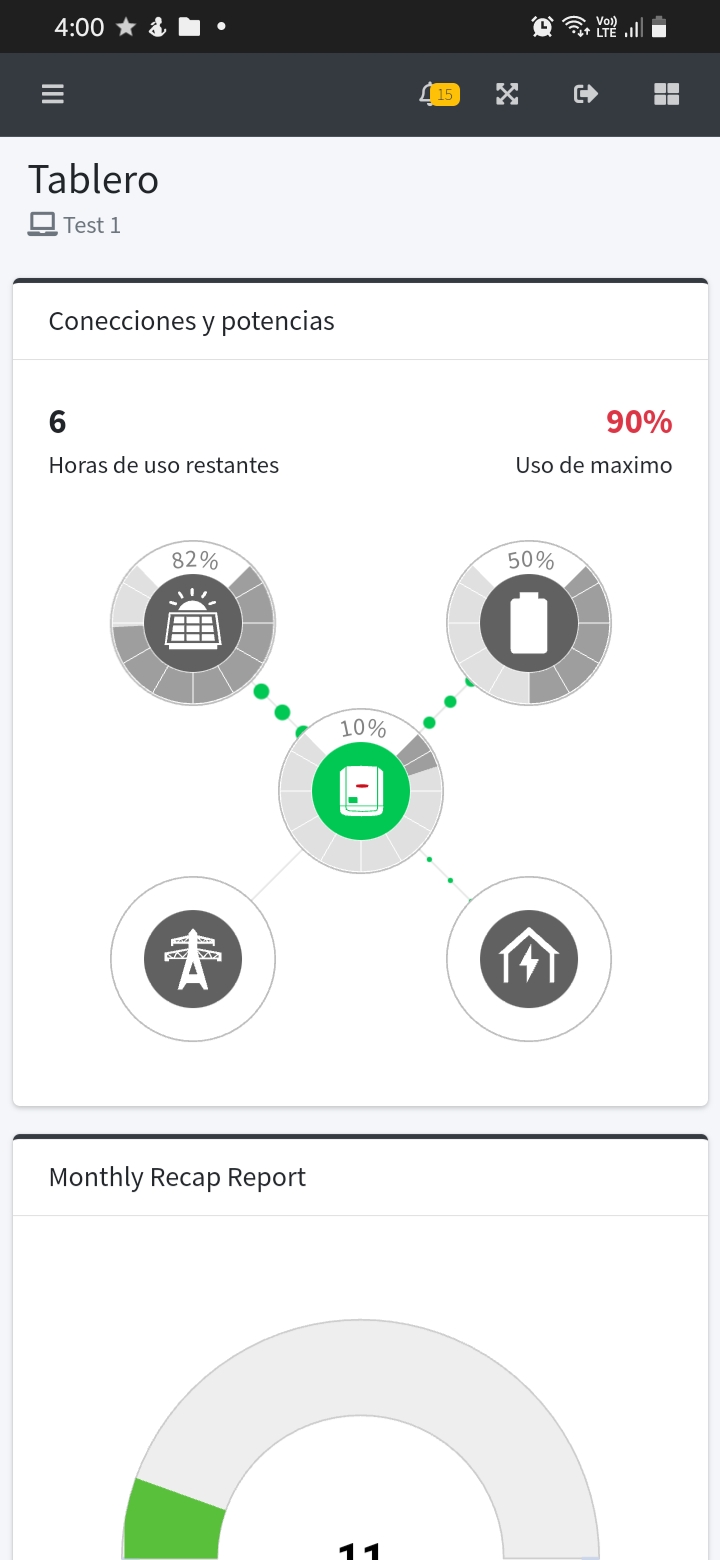 4:00
Vo))
LTE
15
Tablero
Test 1
Conecciones y potencias
6
90%
Horas de uso restantes
Uso de maximo
82%
50%
10%
Monthly Recap Report
11